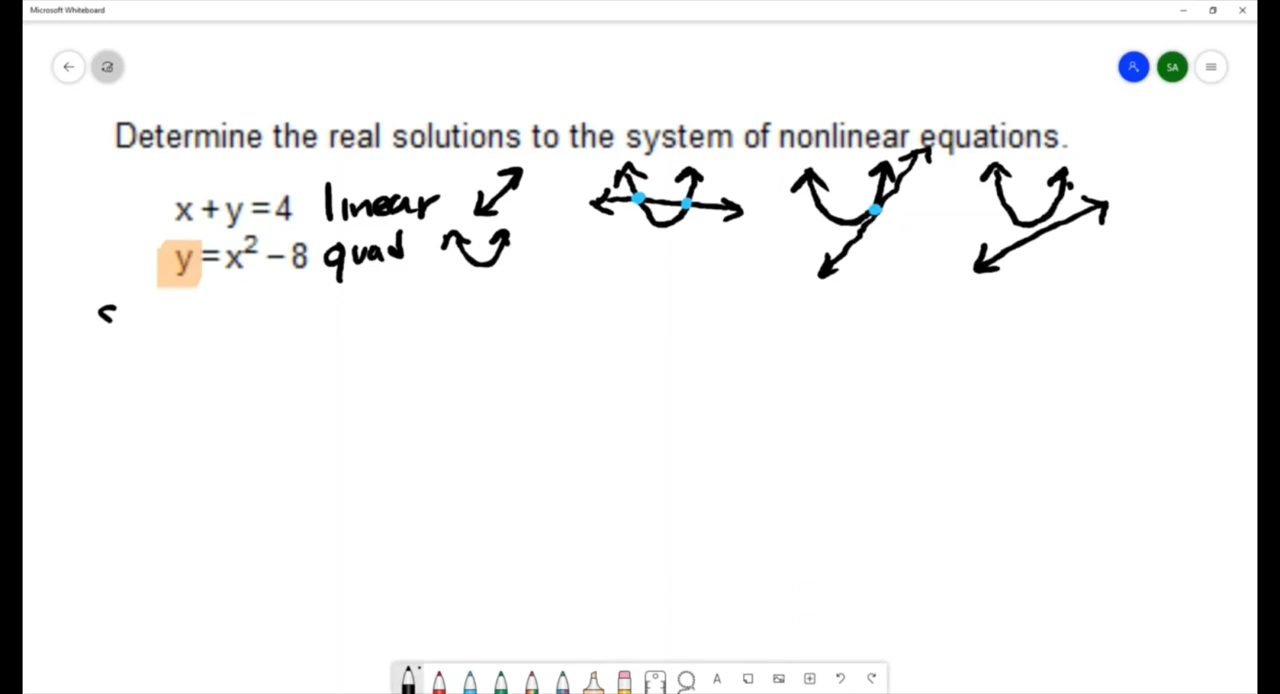 Microsoft Whiteboard
SA
Determine the real solutions to the system of nonlinear equations.
x+y=4 linear
y=x²-8 quad
s
A